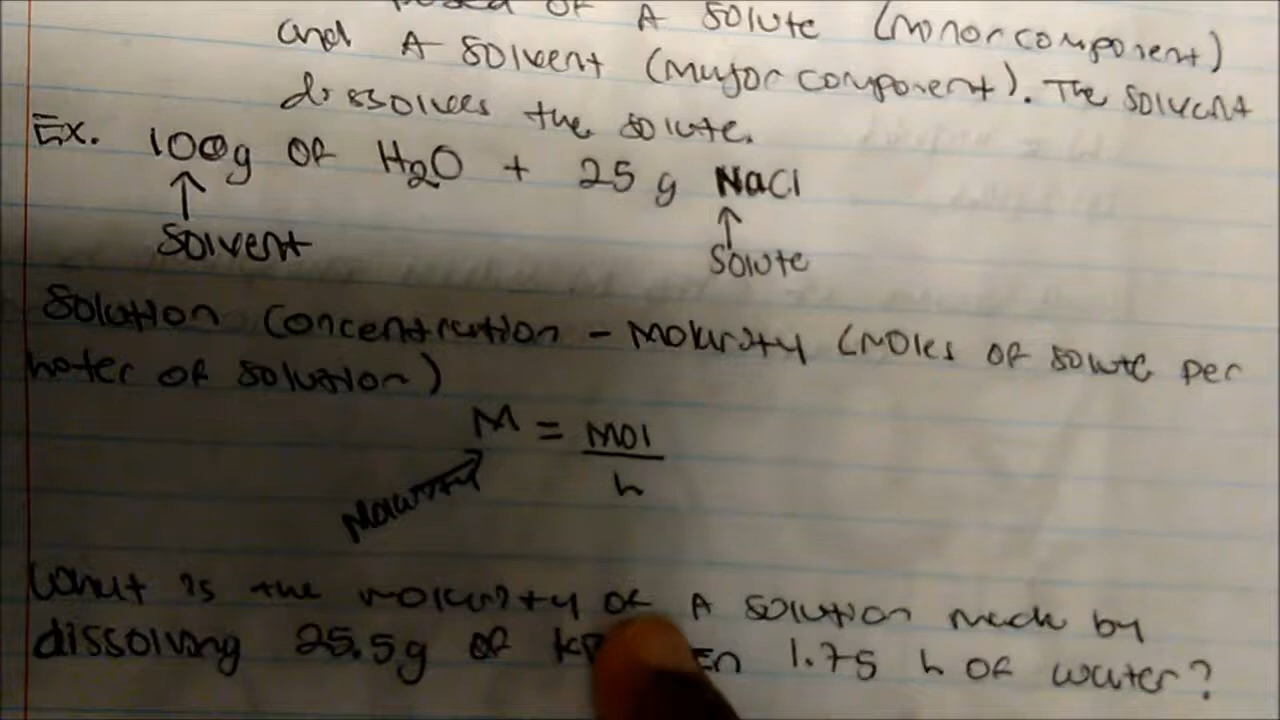 OF A Solute (Minor component)
and A Solvent (Major component). The Solvent
dissolves the solute.
Ex. 100g OF H2O + 25 g NaCl
↑ ↑
Solvent Solute
Solution Concentration - Molarity (Moles OF Solute per
Liter OF Solution)
M = Mol
L
Molarity
What is the molarity OF A Solution made by
dissolving 25.5g OF En 1.75 L OF water?